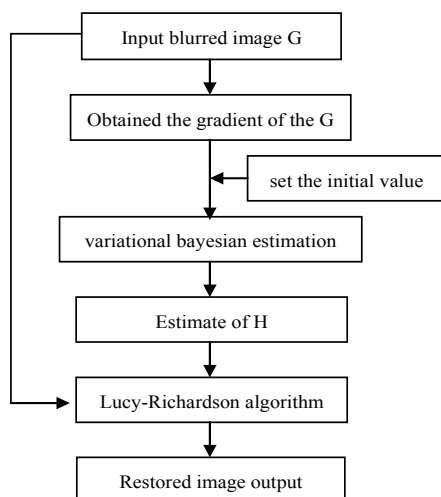 Input blurred image G
Obtained the gradient of the G
set the initial value
variational bayesian estimation
Estimate of H
Lucy-Richardson algorithm
Restored image output